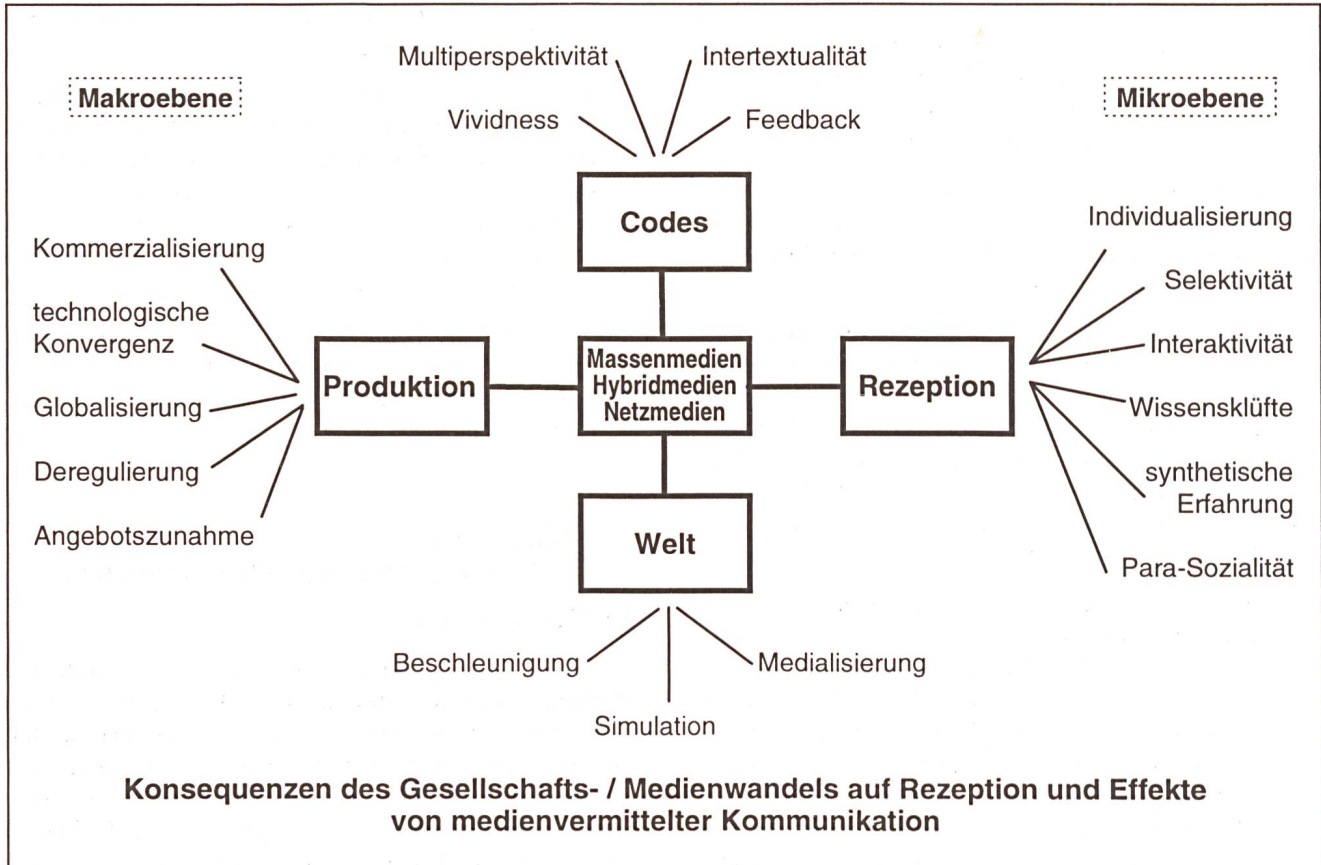 Multiperspektivität
Intertextualität
Makroebene
Mikroebene
Vividness
Feedback
Codes
Individualisierung
Kommerzialisierung
Selektivität
technologische
Konvergenz
Interaktivität
Produktion
Massenmedien
Hybridmedien
Netzmedien
Rezeption
Globalisierung
Wissensklüfte
Deregulierung
synthetische
Erfahrung
Angebotszunahme
Welt
Para-Sozialität
Beschleunigung
Medialisierung
Simulation
Konsequenzen des Gesellschafts- / Medienwandels auf Rezeption und Effekte
von medienvermittelter Kommunikation